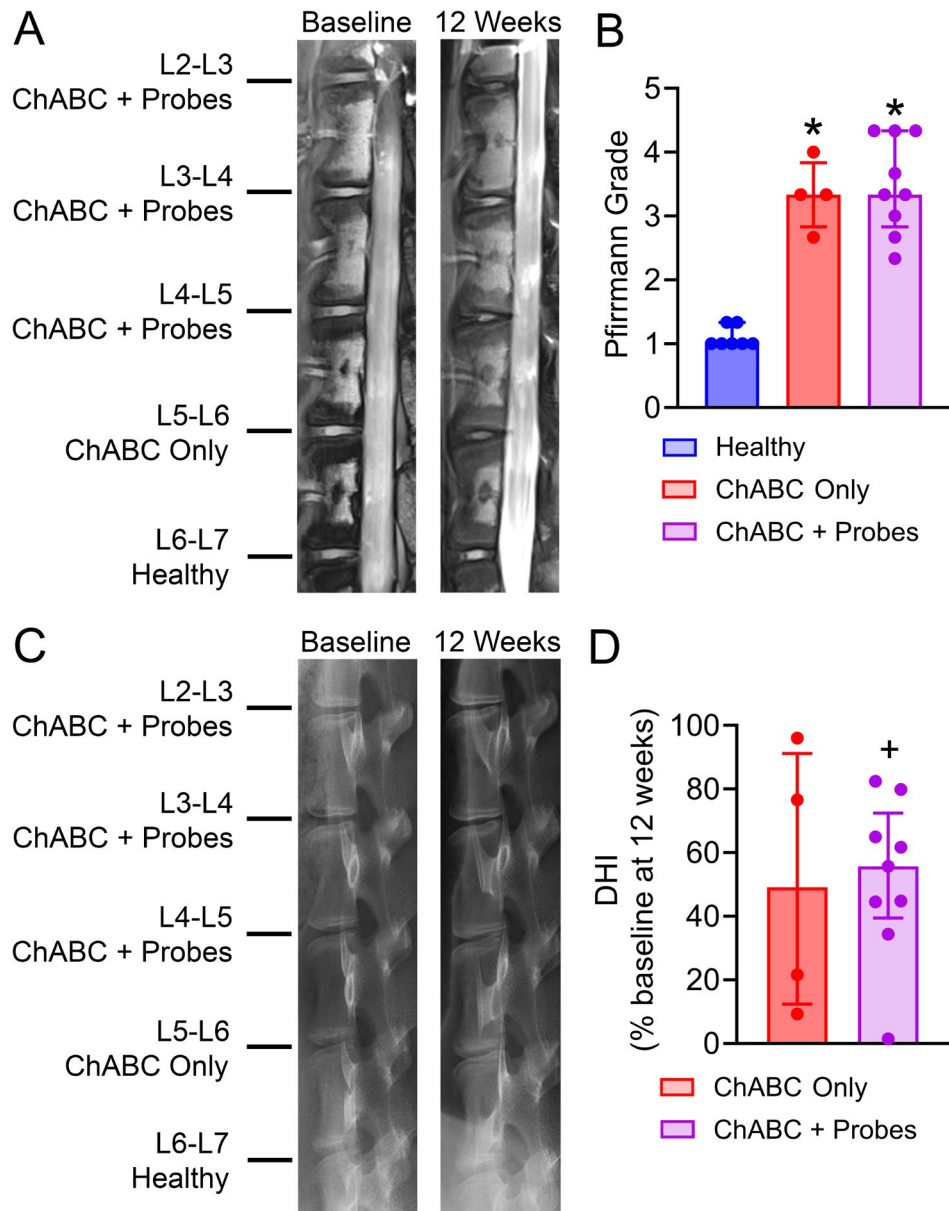 A
Baseline 12 Weeks
L2-L3
ChABC + Probes
L3-L4
ChABC + Probes
L4-L5
ChABC + Probes
L5-L6
ChABC Only
L6-L7
Healthy
B
Pfirrmann Grade
5
4
3
2
1
0
*
*
Healthy
ChABC Only
ChABC + Probes
C
Baseline 12 Weeks
L2-L3
ChABC + Probes
L3-L4
ChABC + Probes
L4-L5
ChABC + Probes
L5-L6
ChABC Only
L6-L7
Healthy
D
DHI
(% baseline at 12 weeks)
100
80
60
40
20
0
+
ChABC Only
ChABC + Probes